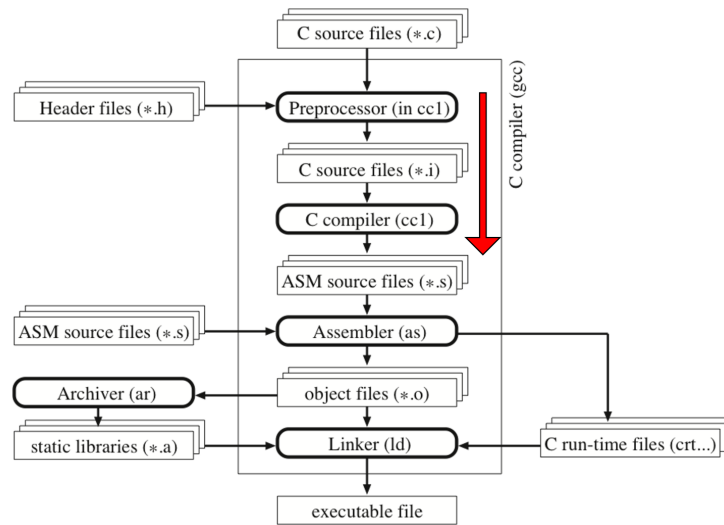 C source files (*.c)
Header files (*.h)
Preprocessor (in cc1)
C compiler (gcc)
C source files (*.i)
C compiler (cc1)
ASM source files (*.s)
ASM source files (*.s)
Assembler (as)
Archiver (ar)
object files (*.o)
static libraries (*.a)
Linker (ld)
C run-time files (crt...)
executable file